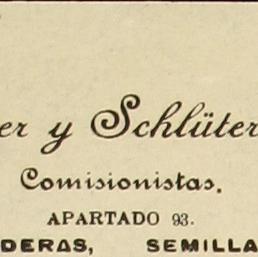 er y Schlüter
Comisionistas.
APARTADO 93.
DERAS, SEMILLA